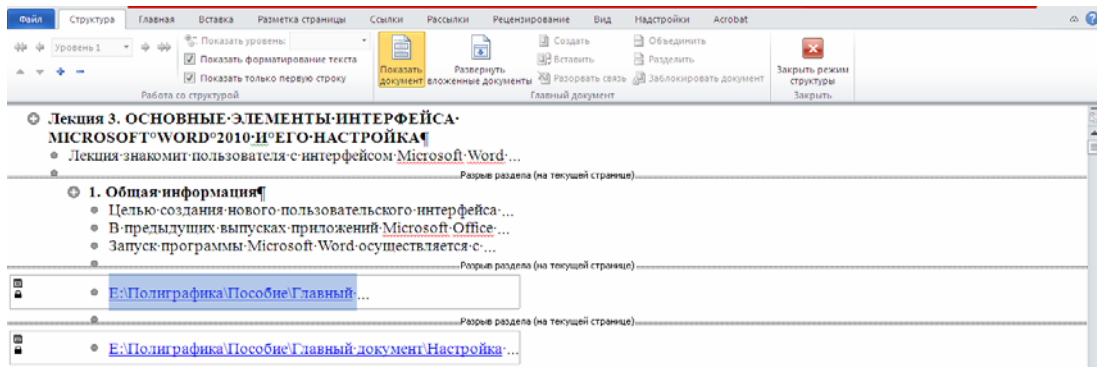 Файл Структура Главная Вставка Разметка страницы Ссылки Рассылки Рецензирование Вид Надстройки Acrobat
Уровень 1
Показать уровень:
Показать форматирование текста
Показать только первую строку
Работа со структурой
Показать документ
Развернуть вложенные документы
Создать
Вставить
Разорвать связь
Объединить
Разделить
Заблокировать документ
Главный документ
Закрыть режим структуры
Закрыть
Лекция 3. ОСНОВНЫЕ·ЭЛЕМЕНТЫ·ИНТЕРФЕЙСА·
MICROSOFT°WORD°2010·И°ЕГО·НАСТРОЙКА¶
Лекция·знакомит·пользователя·с·интерфейсом·Microsoft·Word·...
Разрыв раздела (на текущей странице)
1. Общая·информация¶
Целью·создания·нового·пользовательского·интерфейса·...
В·предыдущих·выпусках·приложений·Microsoft·Office·...
Запуск·программы·Microsoft·Word·осуществляется·с·...
Разрыв раздела (на текущей странице)
E:\Полиграфика\Пособие\Главный·...
Разрыв раздела (на текущей странице)
E:\Полиграфика\Пособие\Главный·документ\Настройка·...